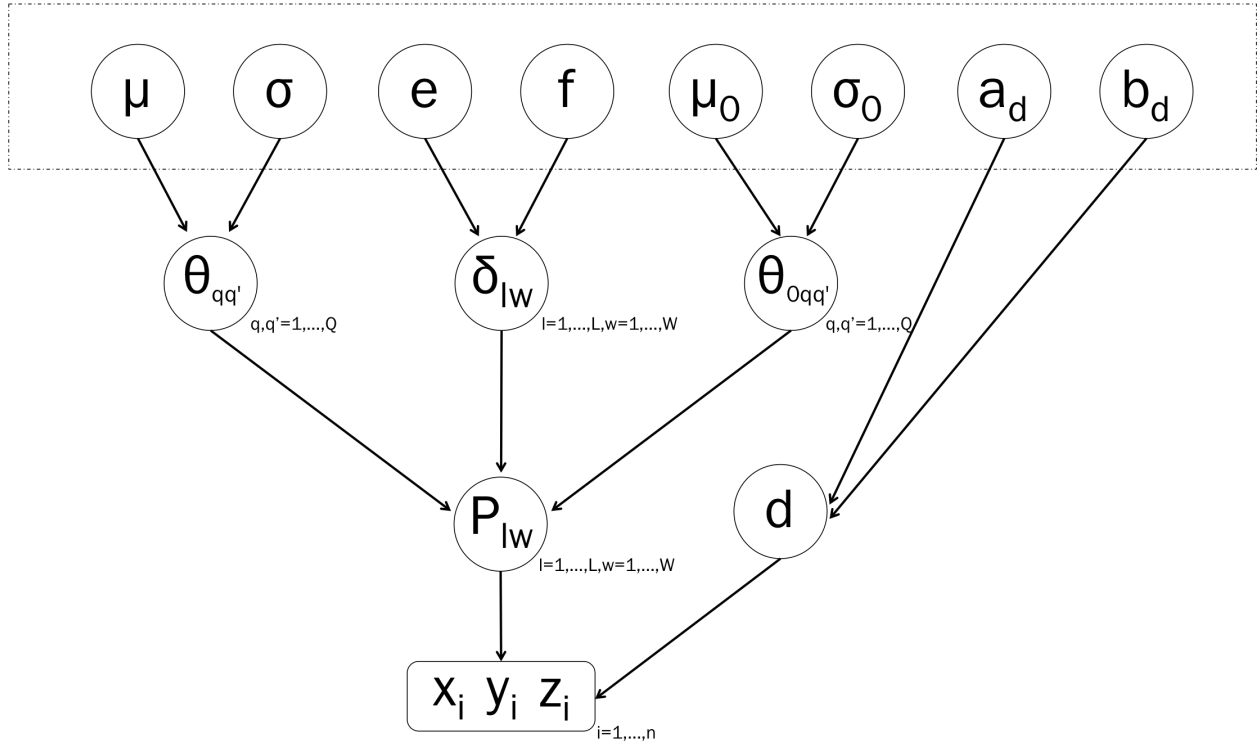 μ σ e f μ0 σ0 ad bd
θqq' δlw θ0qq'
q,q'=1,...,Q l=1,...,L,w=1,...,W q,q'=1,...,Q
Plw d
l=1,...,L,w=1,...,W
xi yi zi
i=1,...,n